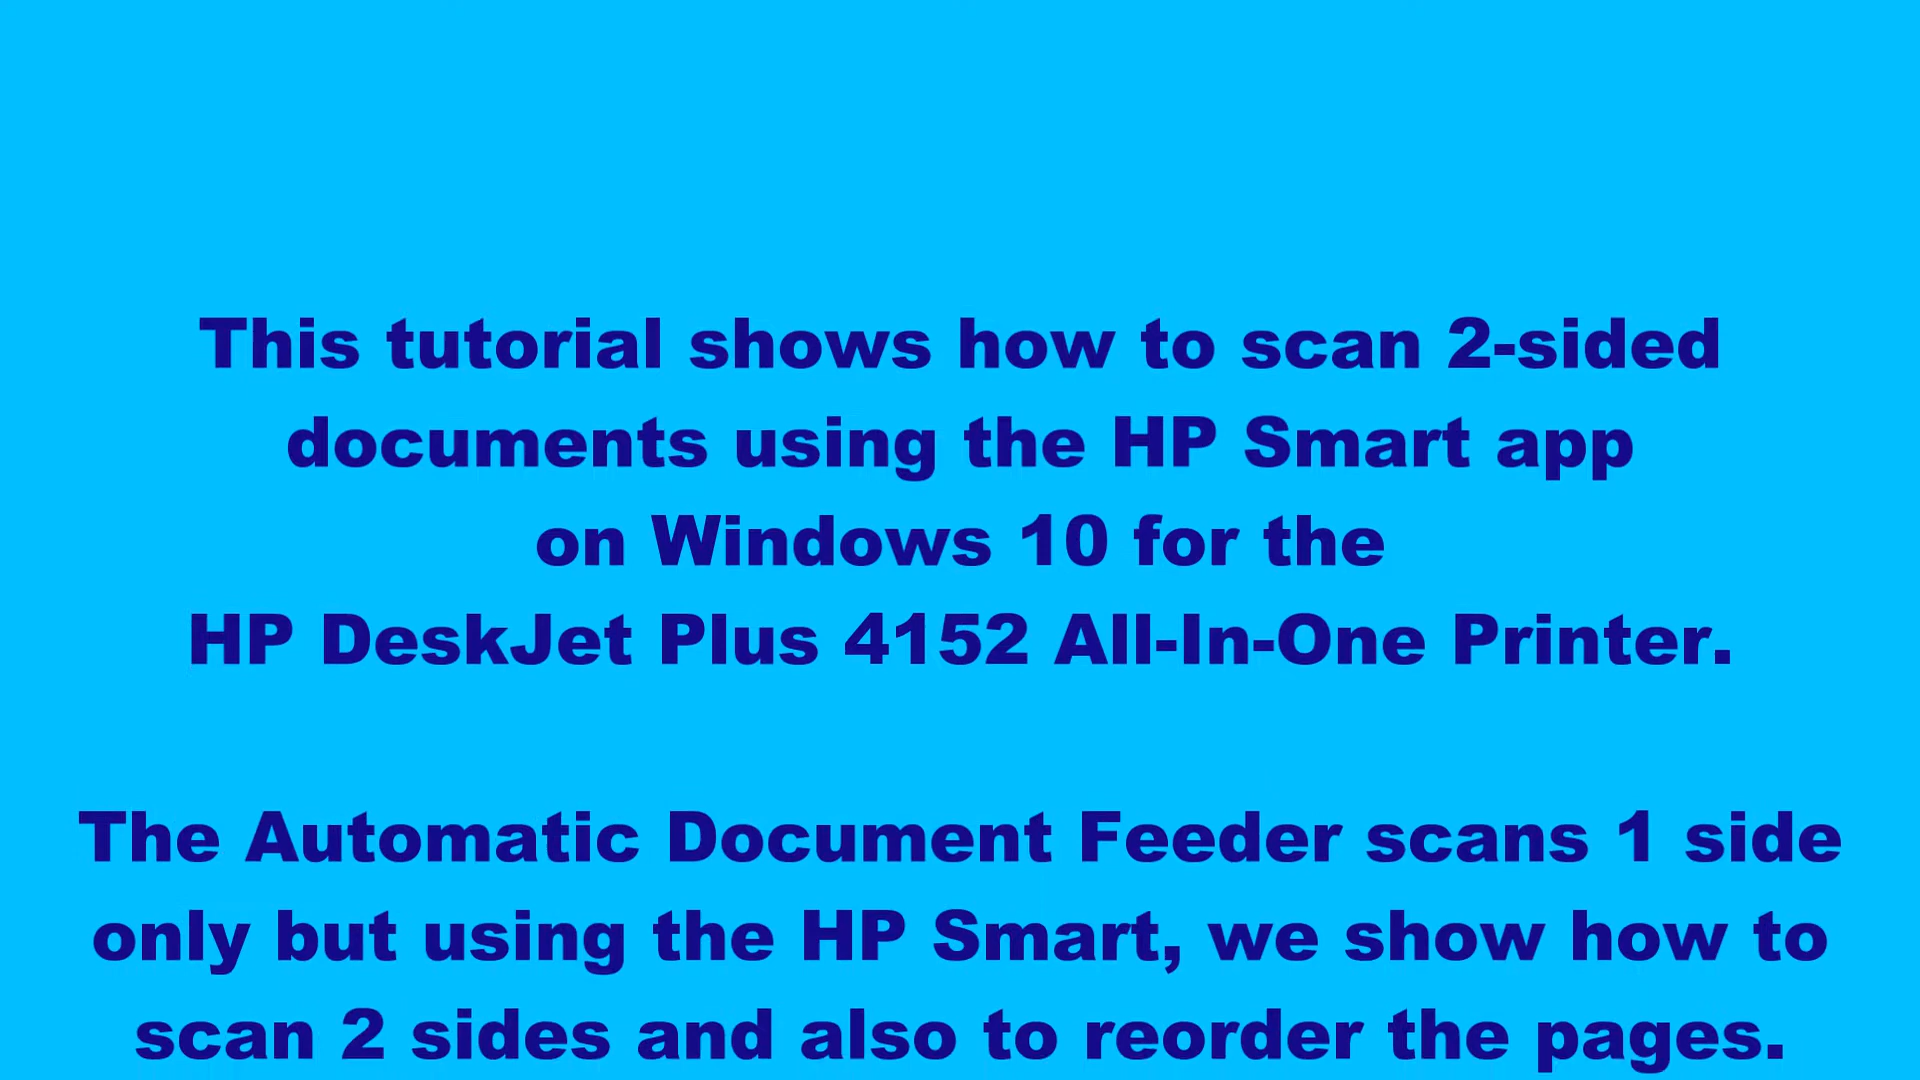 This tutorial shows how to scan 2-sided
documents using the HP Smart app
on Windows 10 for the
HP DeskJet Plus 4152 All-In-One Printer.
The Automatic Document Feeder scans 1 side
only but using the HP Smart, we show how to
scan 2 sides and also to reorder the pages.